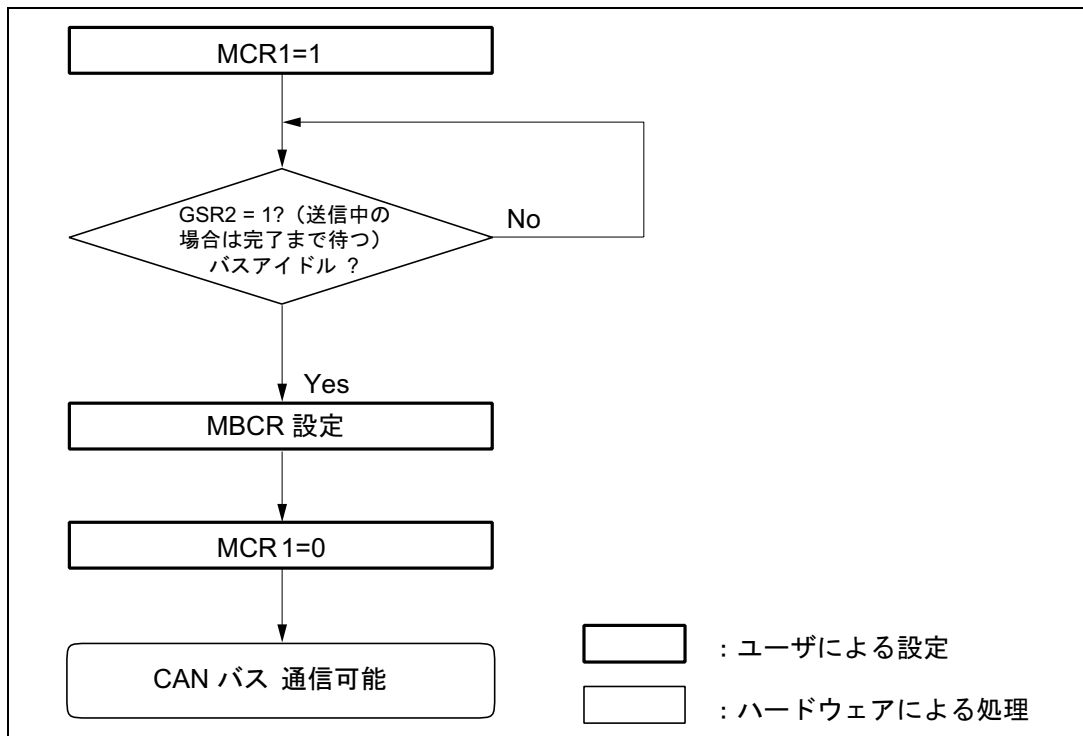 MCR1=1
GSR2 = 1?（送信中の
場合は完了まで待つ）
バスアイドル ?
No
Yes
MBCR 設定
MCR1=0
CAN バス 通信可能
：ユーザによる設定
：ハードウェアによる処理